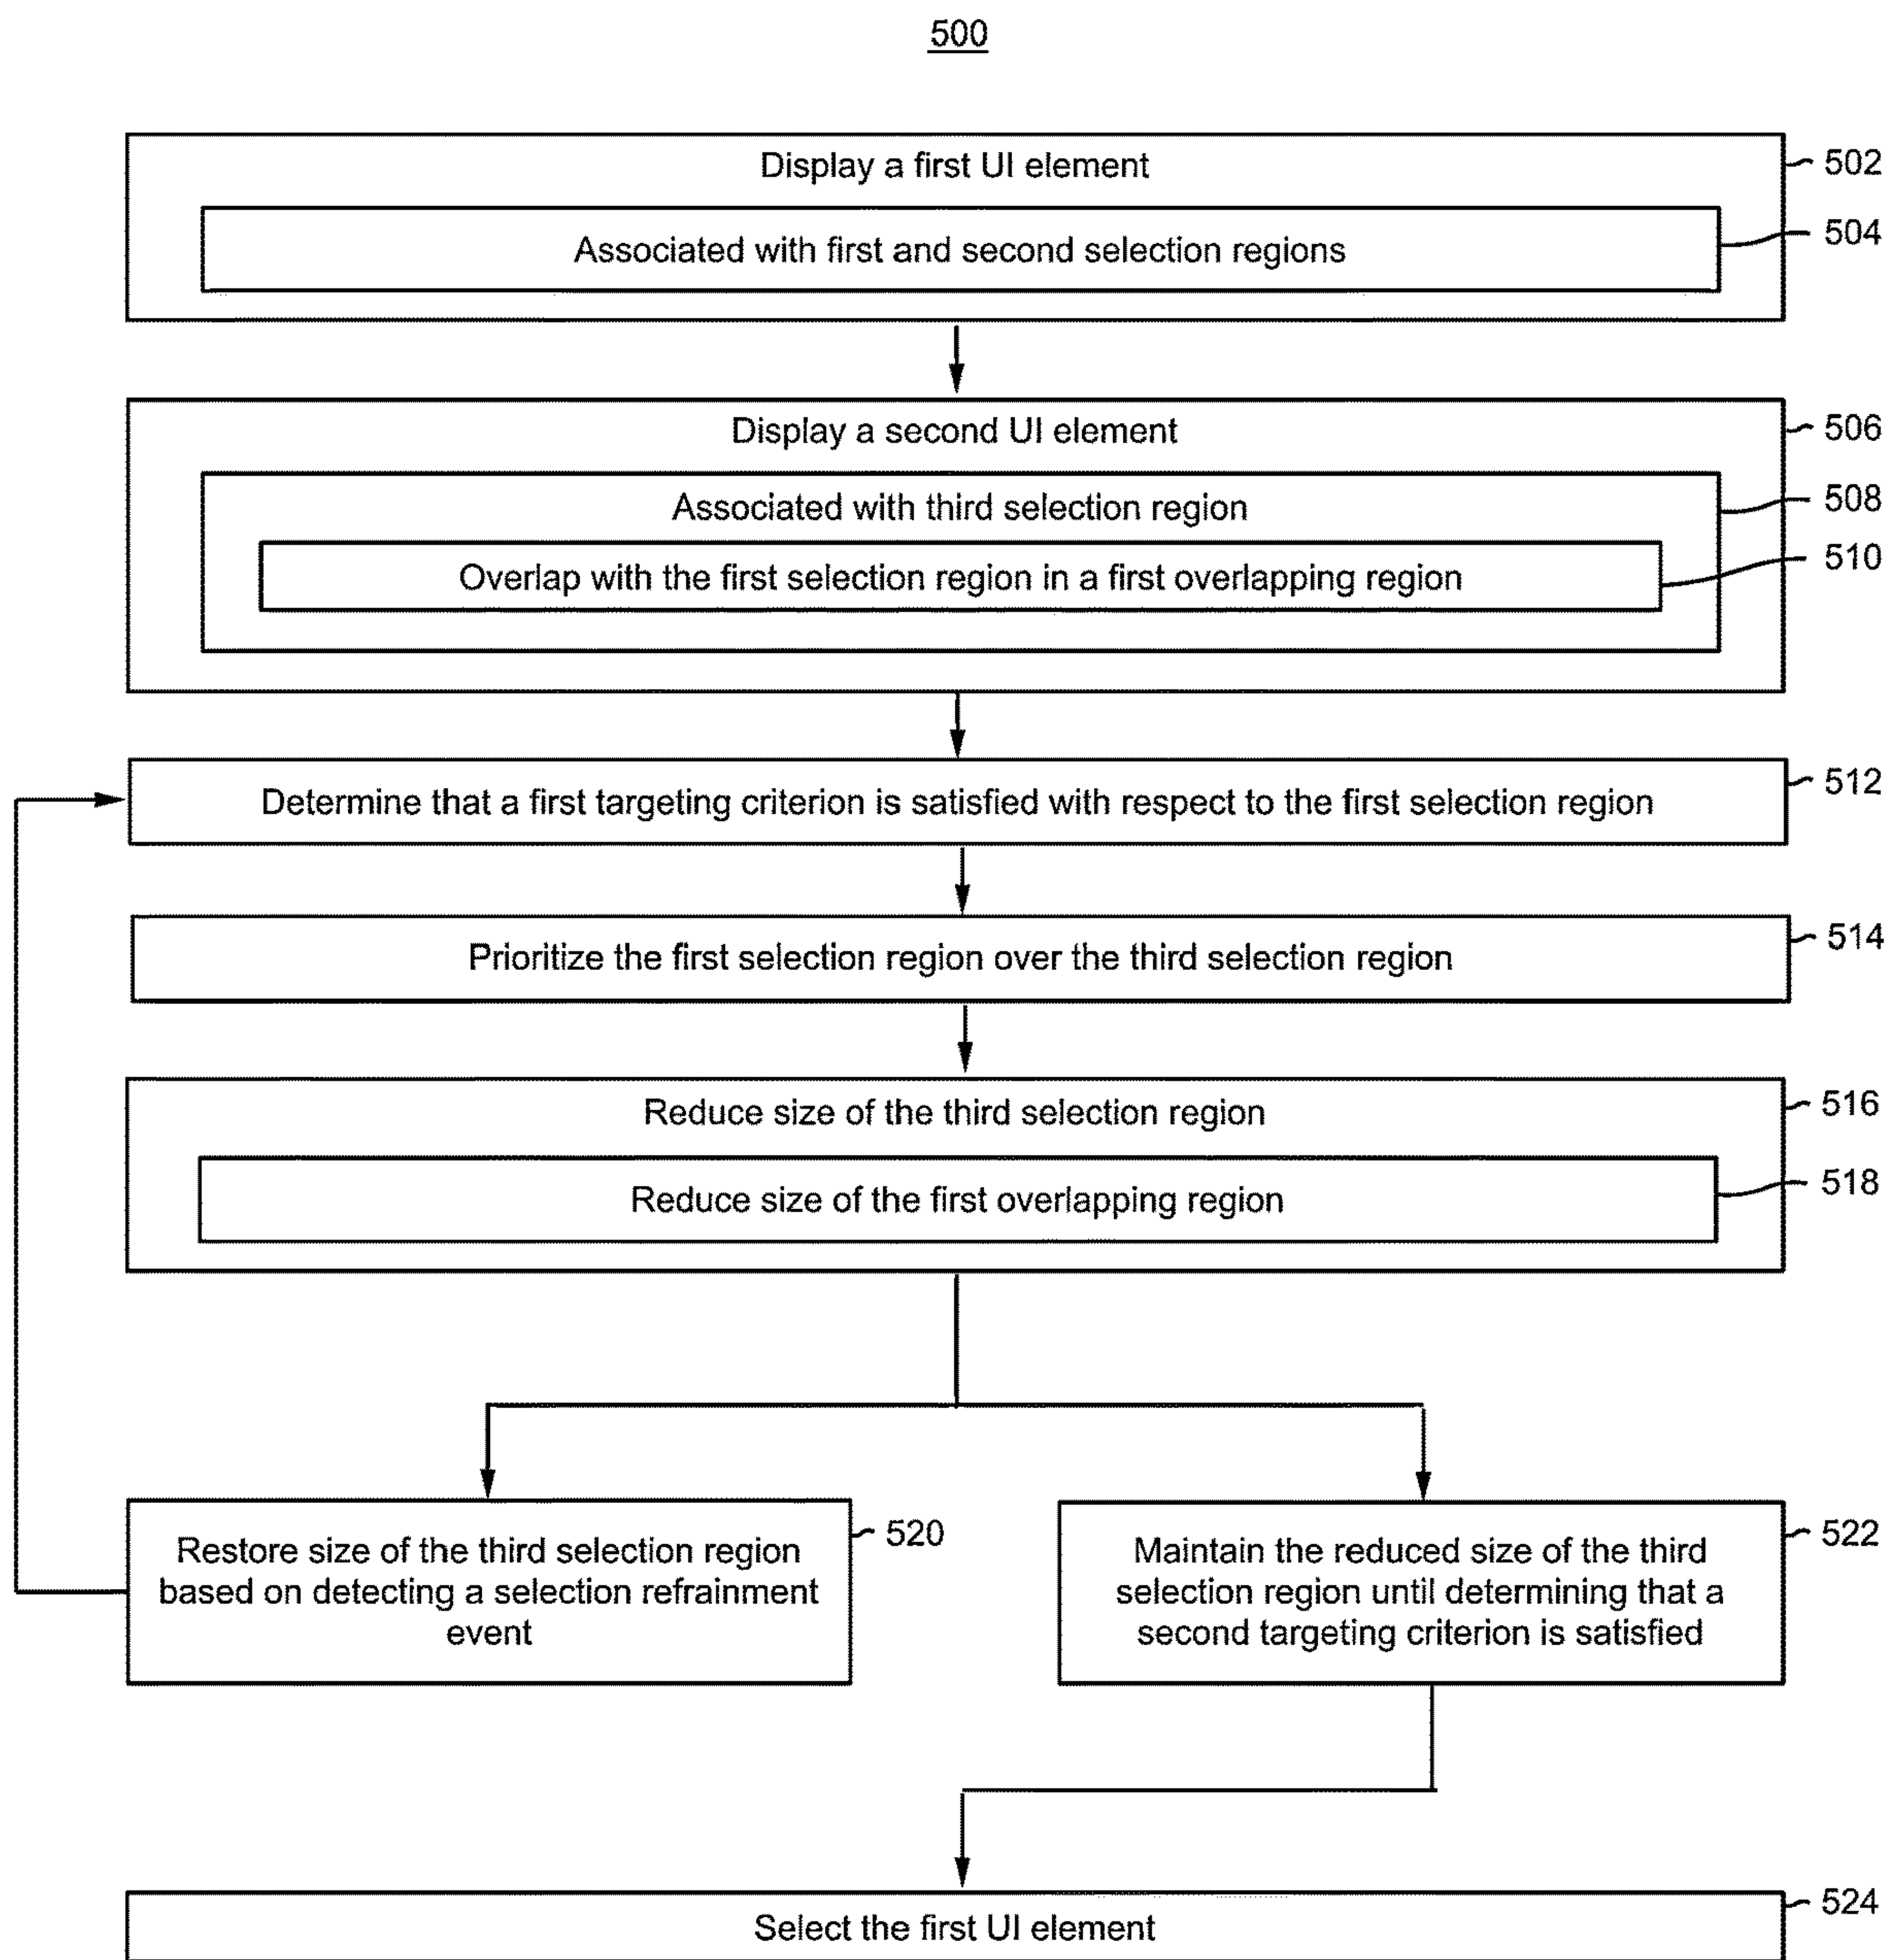 500
Display a first UI element
502
Associated with first and second selection regions
504
Display a second UI element
506
Associated with third selection region
508
Overlap with the first selection region in a first overlapping region
510
Determine that a first targeting criterion is satisfied with respect to the first selection region
512
Prioritize the first selection region over the third selection region
514
Reduce size of the third selection region
516
Reduce size of the first overlapping region
518
Restore size of the third selection region
based on detecting a selection refrainment
event
520
Maintain the reduced size of the third
selection region until determining that a
second targeting criterion is satisfied
522
Select the first UI element
524